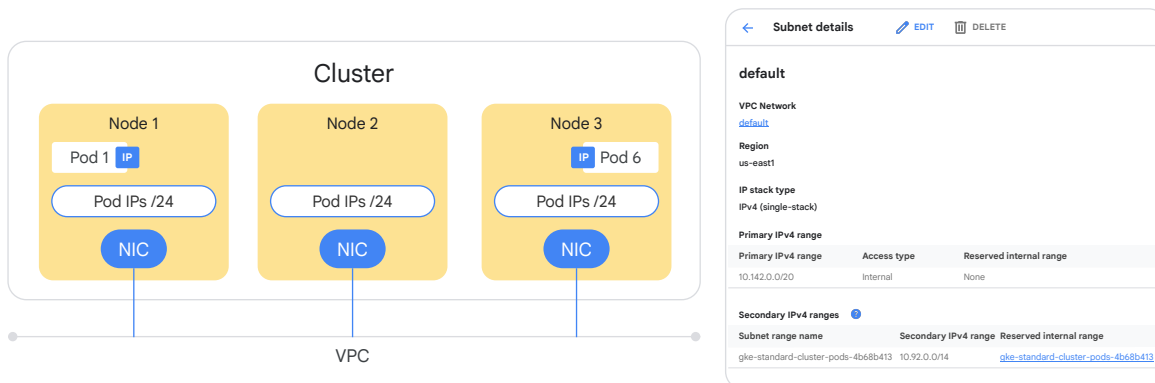 Cluster
Node 1
Node 2
Node 3
Pod 1 IP
IP Pod 6
Pod IPs /24
Pod IPs /24
Pod IPs /24
NIC
NIC
NIC
VPC
Subnet details EDIT DELETE
default
VPC Network
default
Region
us-east1
IP stack type
IPv4 (single-stack)
Primary IPv4 range
Primary IPv4 range Access type Reserved internal range
10.142.0.0/20 Internal None
Secondary IPv4 ranges ?
Subnet range name Secondary IPv4 range Reserved internal range
gke-standard-cluster-pods-4b68b413 10.92.0.0/14 gke-standard-cluster-pods-4b68b413